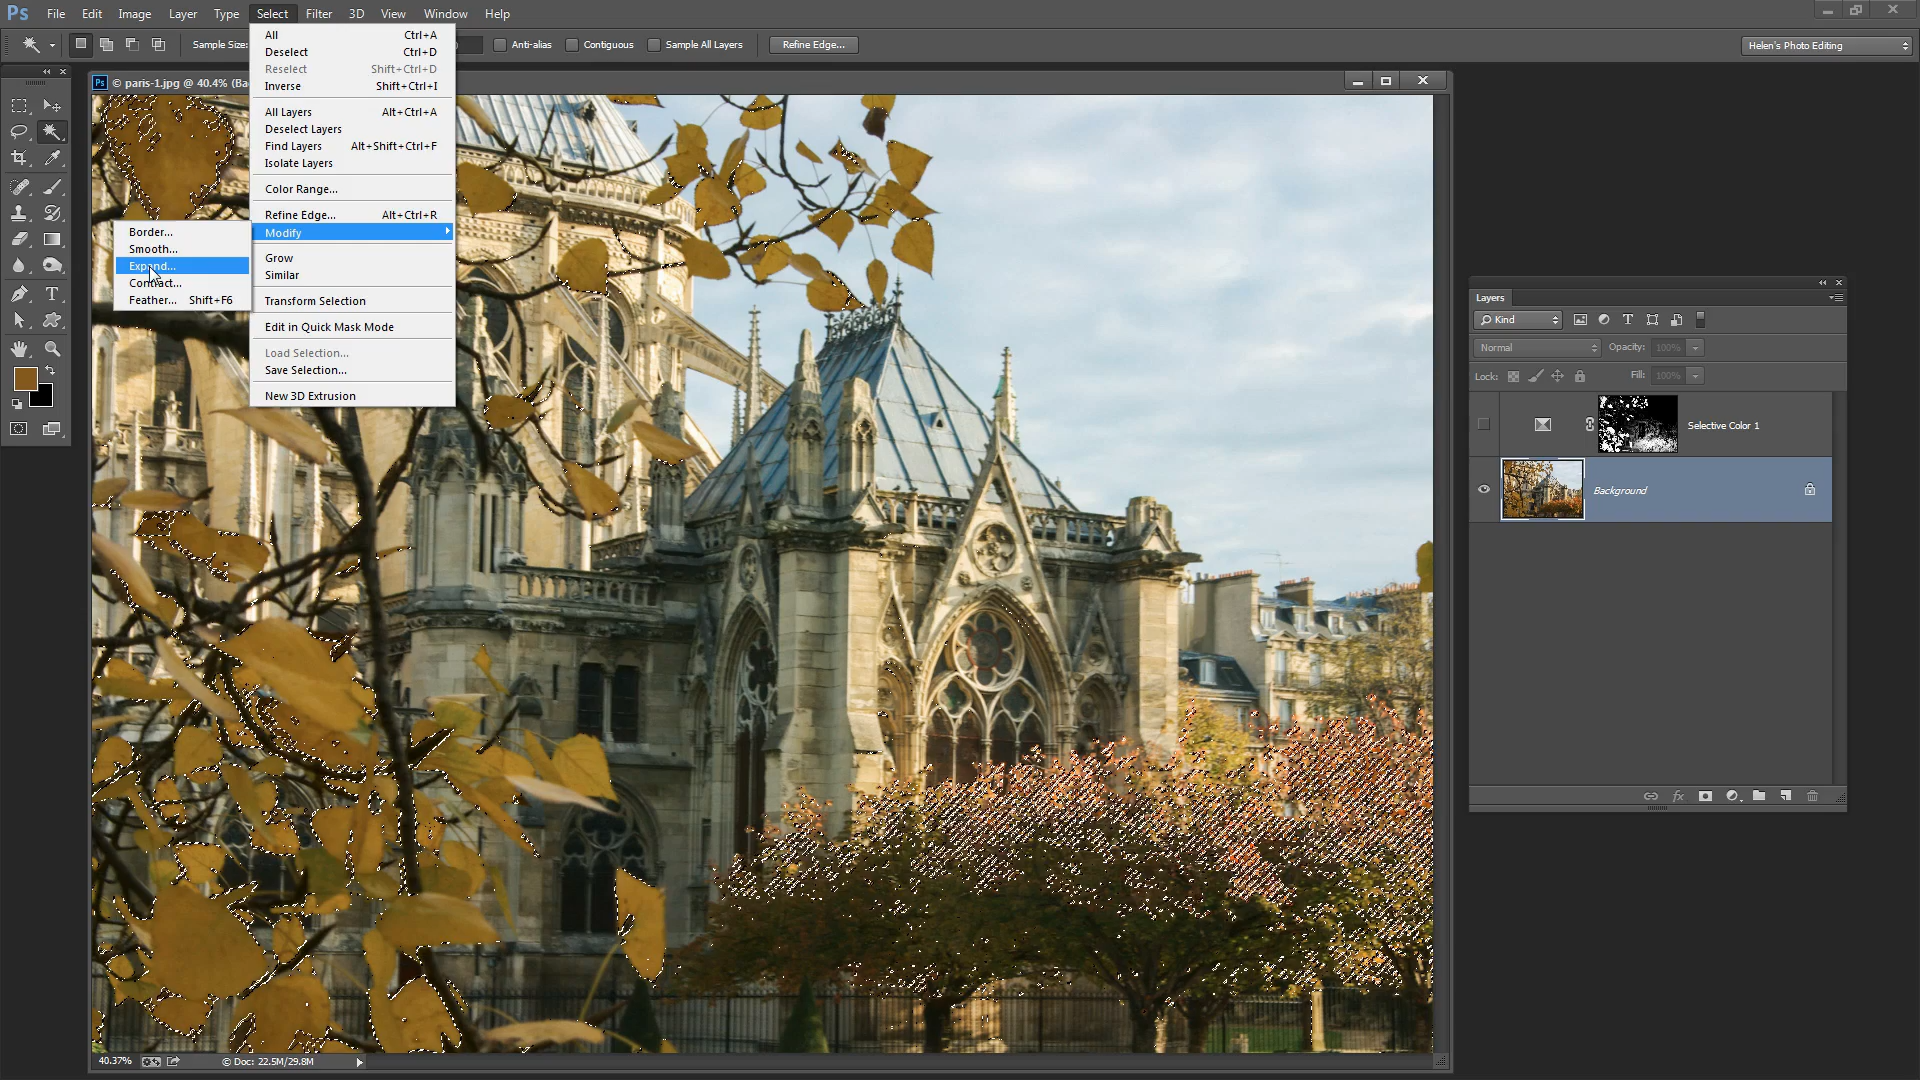 Ps File Edit Image Layer Type Select Filter 3D View Window Help
Sample Size: Anti-alias Contiguous Sample All Layers Refine Edge... Helen's Photo Editing
Ps © paris-1.jpg @ 40.4% (Ba
All Ctrl+A
Deselect Ctrl+D
Reselect Shift+Ctrl+D
Inverse Shift+Ctrl+I
All Layers Alt+Ctrl+A
Deselect Layers
Find Layers Alt+Shift+Ctrl+F
Isolate Layers
Color Range...
Refine Edge... Alt+Ctrl+R
Modify
Grow
Similar
Transform Selection
Edit in Quick Mask Mode
Load Selection...
Save Selection...
New 3D Extrusion
Border...
Smooth...
Expand...
Contract...
Feather... Shift+F6
T
Layers
Kind T
Normal Opacity: 100%
Lock: Fill: 100%
Selective Color 1
Background
fx
40.37% © Doc: 22.5M/29.8M